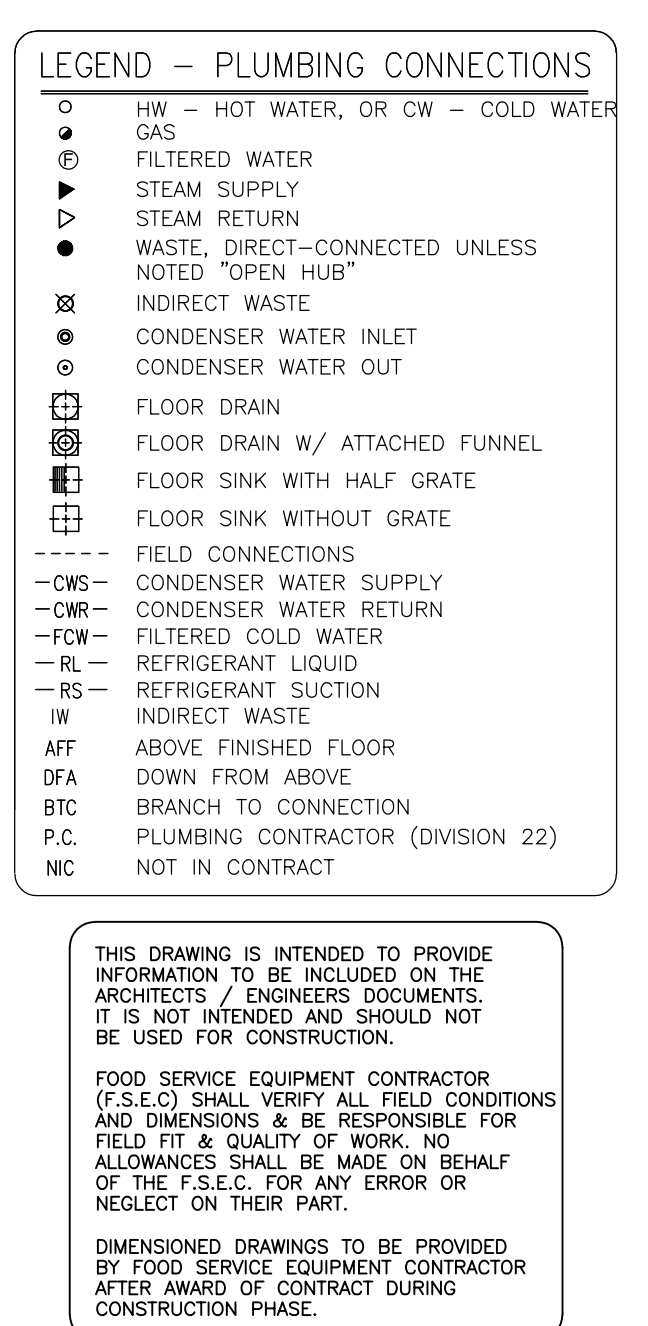 LEGEND – PLUMBING CONNECTIONS
HW – HOT WATER, OR CW – COLD WATER
GAS
F FILTERED WATER
STEAM SUPPLY
STEAM RETURN
WASTE, DIRECT–CONNECTED UNLESS
NOTED "OPEN HUB"
INDIRECT WASTE
CONDENSER WATER INLET
CONDENSER WATER OUT
FLOOR DRAIN
FLOOR DRAIN W/ ATTACHED FUNNEL
FLOOR SINK WITH HALF GRATE
FLOOR SINK WITHOUT GRATE
----- FIELD CONNECTIONS
–CWS– CONDENSER WATER SUPPLY
–CWR– CONDENSER WATER RETURN
–FCW– FILTERED COLD WATER
–RL– REFRIGERANT LIQUID
–RS– REFRIGERANT SUCTION
IW INDIRECT WASTE
AFF ABOVE FINISHED FLOOR
DFA DOWN FROM ABOVE
BTC BRANCH TO CONNECTION
P.C. PLUMBING CONTRACTOR (DIVISION 22)
NIC NOT IN CONTRACT
THIS DRAWING IS INTENDED TO PROVIDE
INFORMATION TO BE INCLUDED ON THE
ARCHITECTS / ENGINEERS DOCUMENTS.
IT IS NOT INTENDED AND SHOULD NOT
BE USED FOR CONSTRUCTION.
FOOD SERVICE EQUIPMENT CONTRACTOR
(F.S.E.C) SHALL VERIFY ALL FIELD CONDITIONS
AND DIMENSIONS & BE RESPONSIBLE FOR
FIELD FIT & QUALITY OF WORK. NO
ALLOWANCES SHALL BE MADE ON BEHALF
OF THE F.S.E.C. FOR ANY ERROR OR
NEGLECT ON THEIR PART.
DIMENSIONED DRAWINGS TO BE PROVIDED
BY FOOD SERVICE EQUIPMENT CONTRACTOR
AFTER AWARD OF CONTRACT DURING
CONSTRUCTION PHASE.